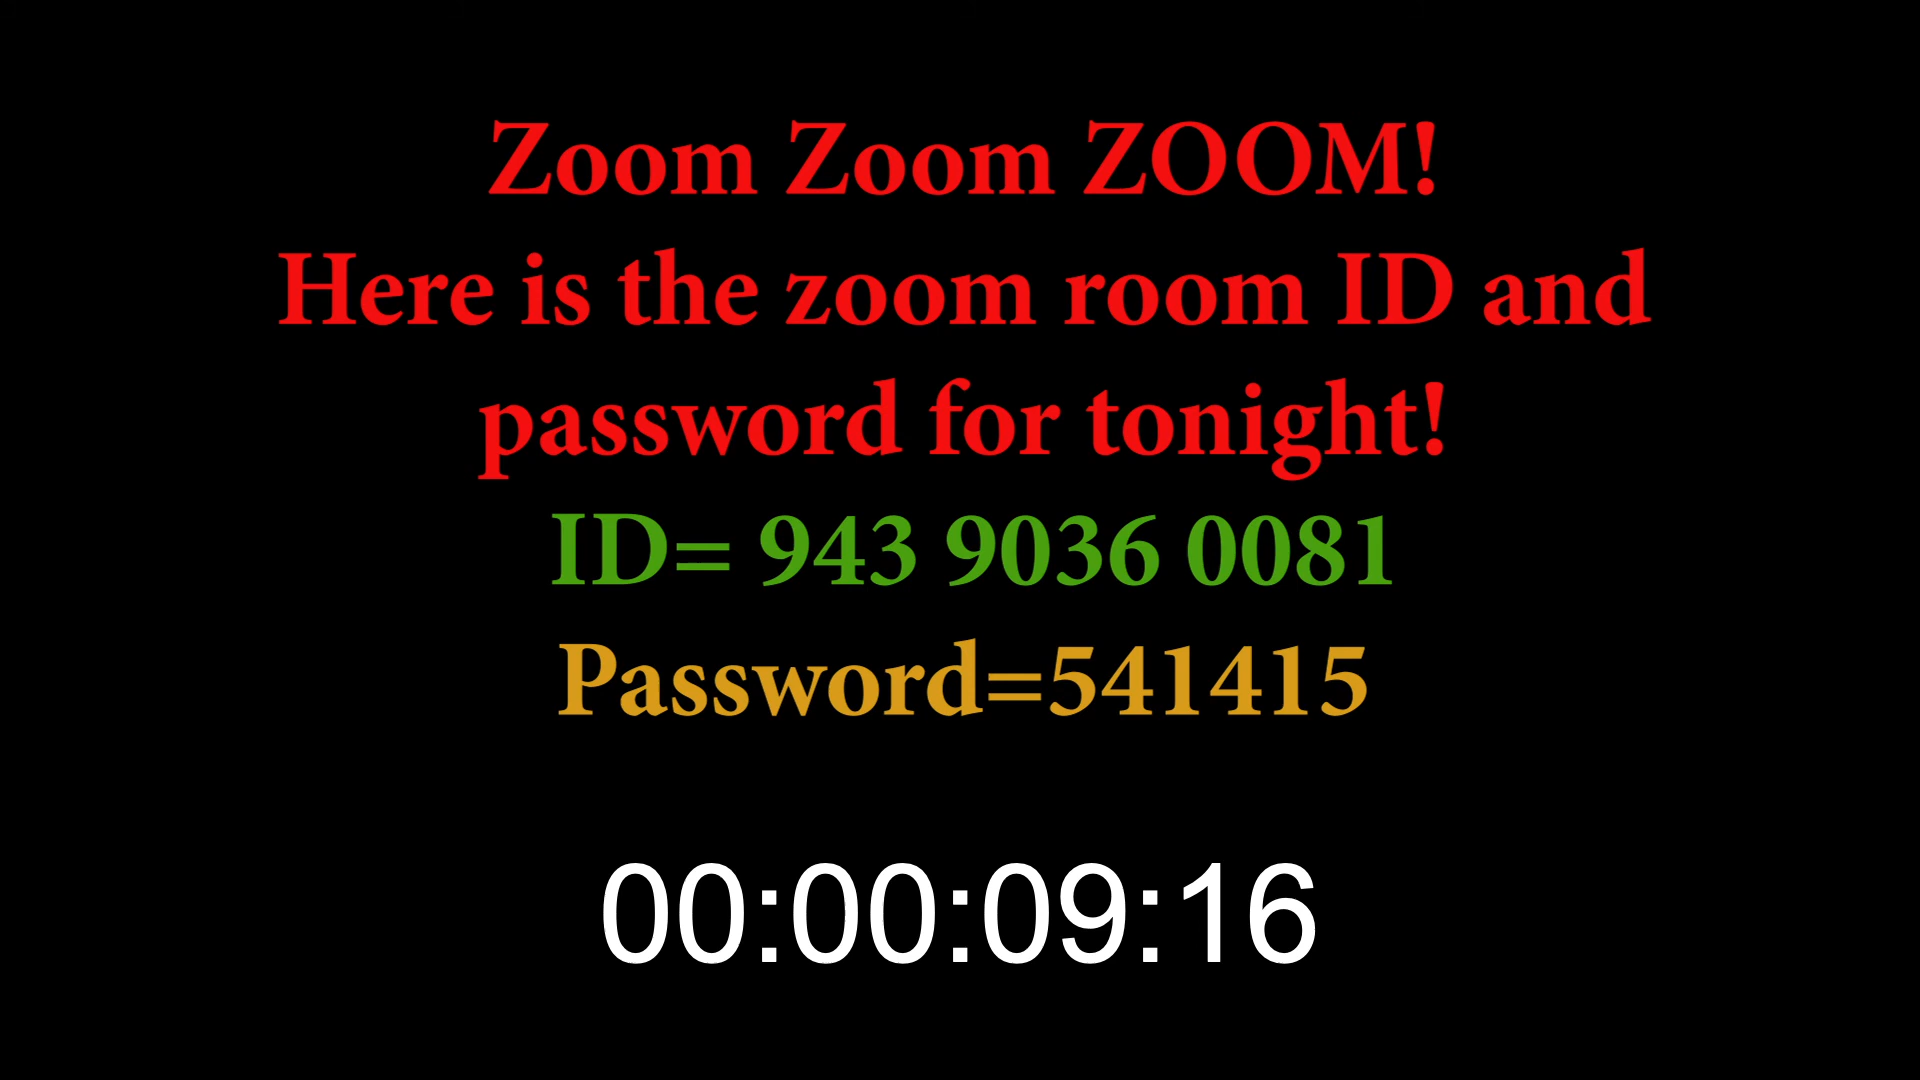 Zoom Zoom ZOOM!
Here is the zoom room ID and
password for tonight!
ID= 943 9036 0081
Password=541415
00:00:09:16